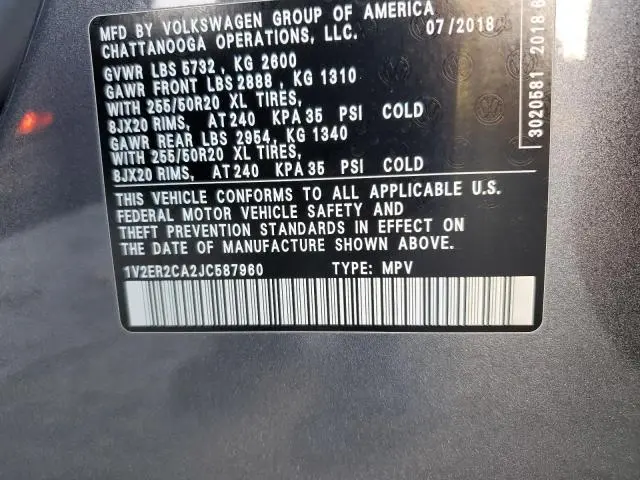 MFD BY VOLKSWAGEN GROUP OF AMERICA
CHATTANOOGA OPERATIONS, LLC. 07/2018
GVWR LBS 5732 , KG 2600
GAWR FRONT LBS 2888 , KG 1310
WITH 255/50R20 XL TIRES,
8JX20 RIMS, AT 240 KPA 35 PSI COLD
GAWR REAR LBS 2954, KG 1340
WITH 255/50R20 XL TIRES,
8JX20 RIMS, AT 240 KPA 35 PSI COLD
THIS VEHICLE CONFORMS TO ALL APPLICABLE U.S.
FEDERAL MOTOR VEHICLE SAFETY AND
THEFT PREVENTION STANDARDS IN EFFECT ON
THE DATE OF MANUFACTURE SHOWN ABOVE.
1V2ER2CA2JC587960 TYPE: MPV
3020581 2018-6